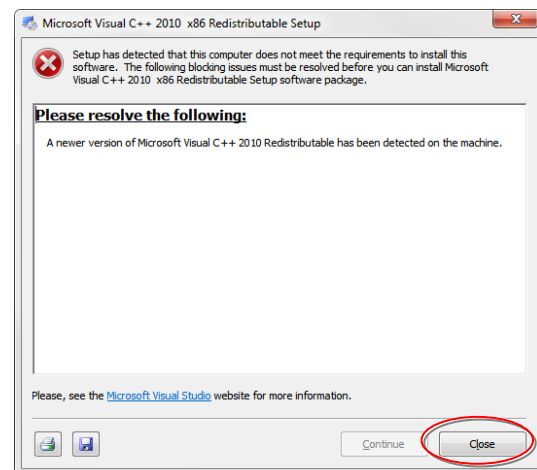 Microsoft Visual C++ 2010  x86 Redistributable Setup
Setup has detected that this computer does not meet the requirements to install this
software.  The following blocking issues must be resolved before you can install Microsoft
Visual C++ 2010  x86 Redistributable Setup software package.
Please resolve the following:
A newer version of Microsoft Visual C++ 2010 Redistributable has been detected on the machine.
Please, see the Microsoft Visual Studio website for more information.
Continue
Close